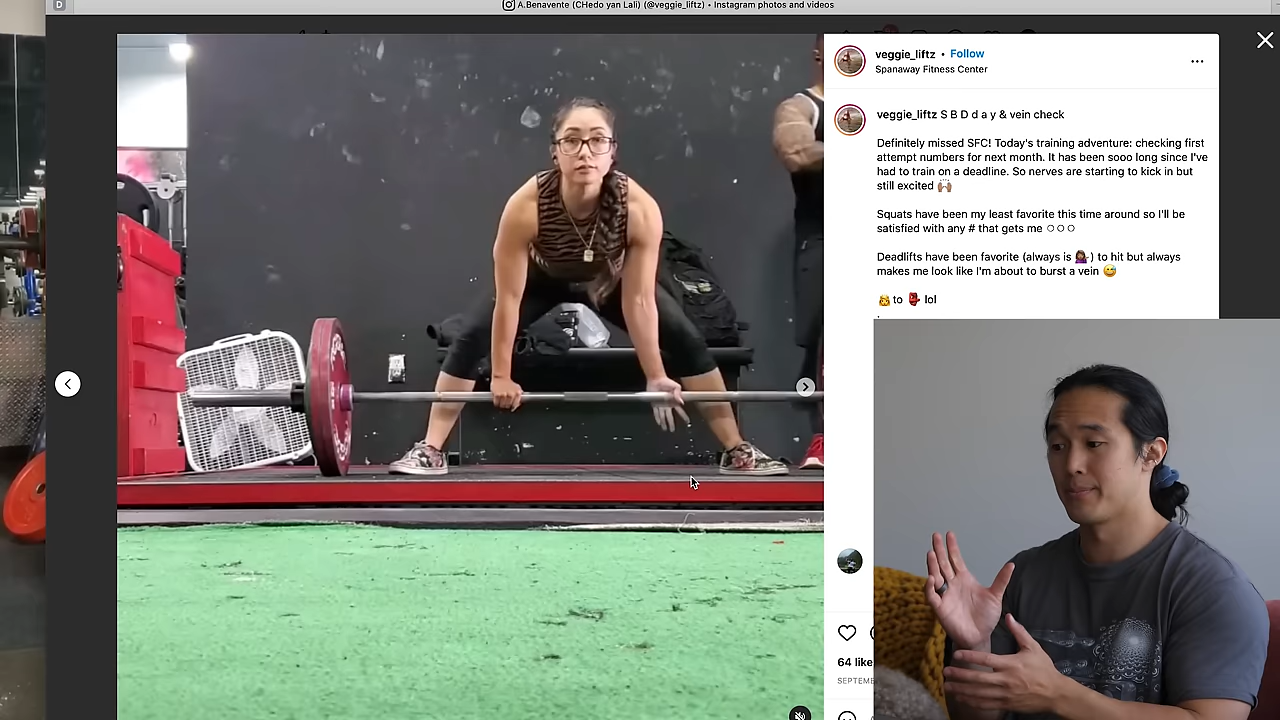 D
A.Benavente (CHedo yan Lali) (@veggie_liftz) • Instagram photos and videos
veggie_liftz • Follow
Spanaway Fitness Center
veggie_liftz S B D d a y & vein check
Definitely missed SFC! Today's training adventure: checking first
attempt numbers for next month. It has been sooo long since I've
had to train on a deadline. So nerves are starting to kick in but
still excited 🙌🏽
Squats have been my least favorite this time around so I'll be
satisfied with any # that gets me ○○○
Deadlifts have been favorite (always is 💁🏽‍♀️) to hit but always
makes me look like I'm about to burst a vein 😅
💆 to 👺 lol
.
64 like
SEPTEM